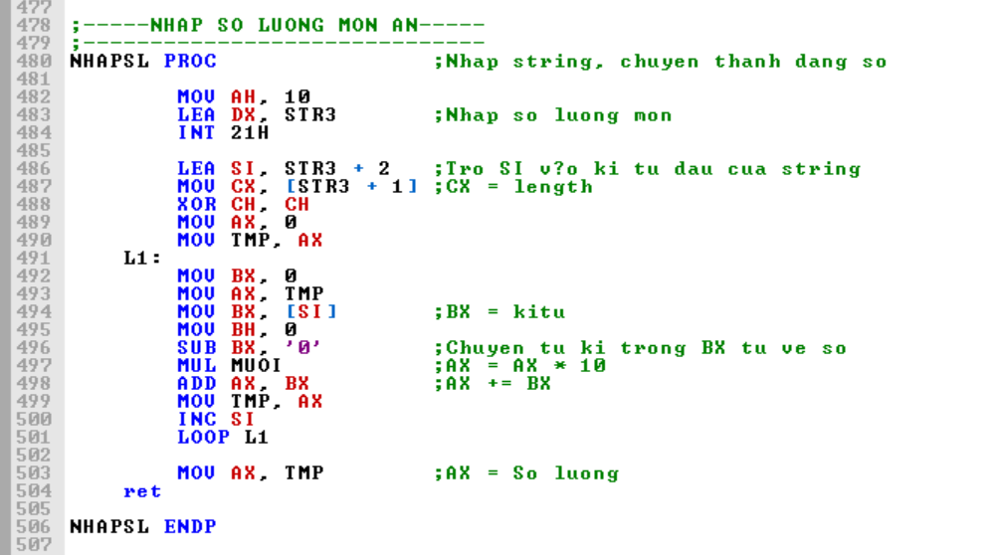 477
478 ;-----NHAP SO LUONG MON AN-----
479 ;------------------------------
480 NHAPSL PROC ;Nhap string, chuyen thanh dang so
481
482 MOV AH, 10
483 LEA DX, STR3 ;Nhap so luong mon
484 INT 21H
485
486 LEA SI, STR3 + 2 ;Tro SI v?o ki tu dau cua string
487 MOV CX, [STR3 + 1] ;CX = length
488 XOR CH, CH
489 MOV AX, 0
490 MOV TMP, AX
491 L1:
492 MOV BX, 0
493 MOV AX, TMP
494 MOV BX, [SI] ;BX = kitu
495 MOV BH, 0
496 SUB BX, '0' ;Chuyen tu ki trong BX tu ve so
497 MUL MUOI ;AX = AX * 10
498 ADD AX, BX ;AX += BX
499 MOV TMP, AX
500 INC SI
501 LOOP L1
502
503 MOV AX, TMP ;AX = So luong
504 ret
505
506 NHAPSL ENDP
507